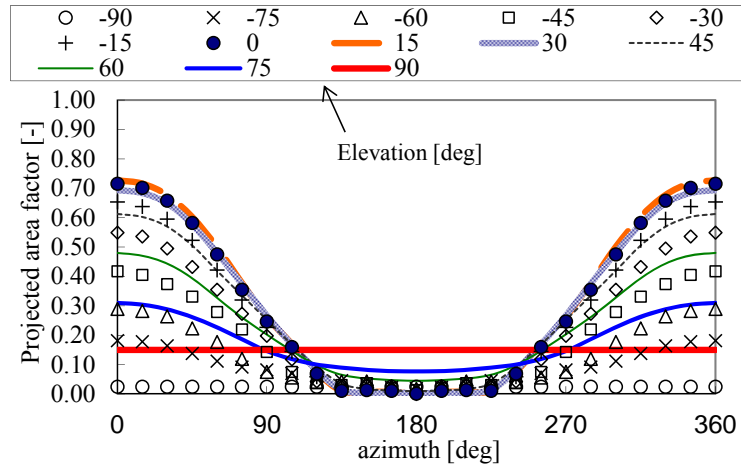 -90 -75 -60 -45 -30
-15 0 15 30 45
60 75 90
1.00
0.90
0.80
0.70
0.60
0.50
0.40
0.30
0.20
0.10
0.00
Projected area factor [-]
Elevation [deg]
0 90 180 270 360
azimuth [deg]